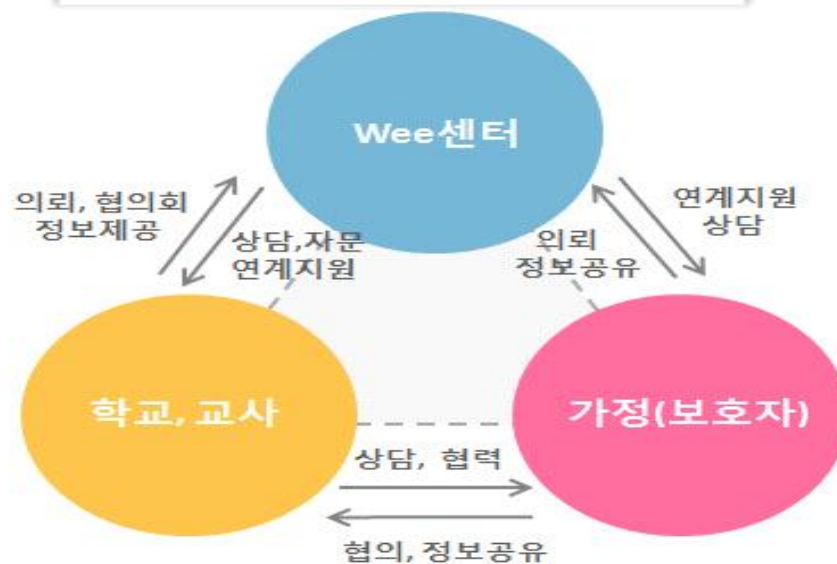 Wee센터
의뢰, 협의회
정보제공
상담,자문
연계지원
의뢰
정보공유
연계지원
상담
학교, 교사
가정(보호자)
상담, 협력
협의, 정보공유